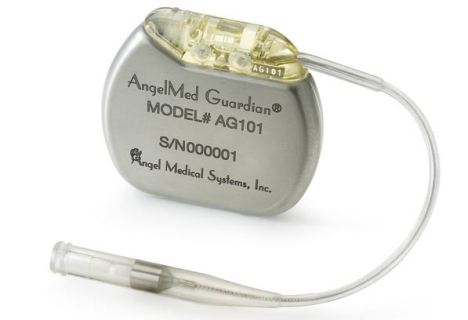 AG101
AngelMed Guardian®
MODEL# AG101
S/N000001
Angel Medical Systems, Inc.